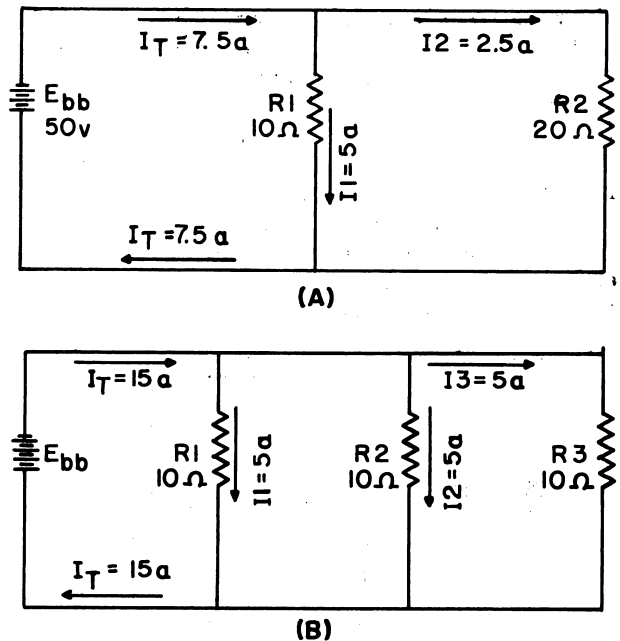 IT = 7.5a
I2 = 2.5a
Ebb
50v
R1
10Ω
I1 = 5a
R2
20Ω
IT = 7.5a
(A)
IT = 15a
I3 = 5a
Ebb
R1
10Ω
I1 = 5a
R2
10Ω
I2 = 5a
R3
10Ω
IT = 15a
(B)